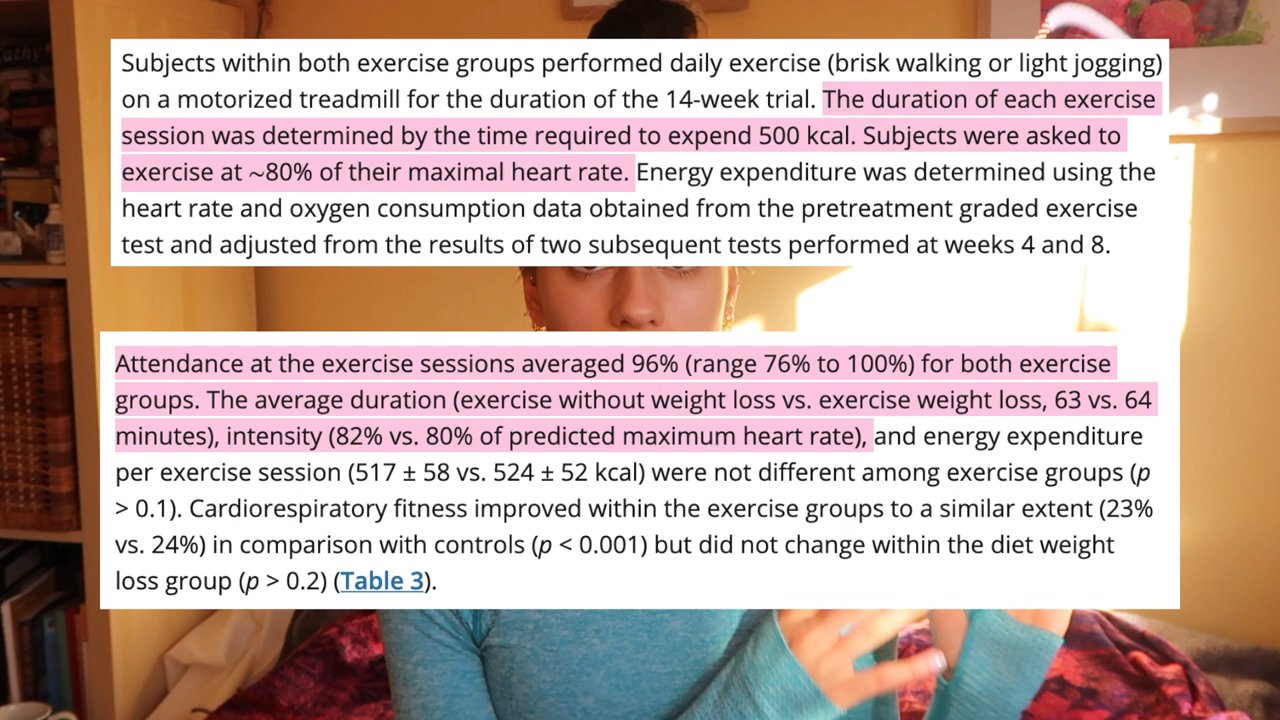 Subjects within both exercise groups performed daily exercise (brisk walking or light jogging)
on a motorized treadmill for the duration of the 14-week trial. The duration of each exercise
session was determined by the time required to expend 500 kcal. Subjects were asked to
exercise at ~80% of their maximal heart rate. Energy expenditure was determined using the
heart rate and oxygen consumption data obtained from the pretreatment graded exercise
test and adjusted from the results of two subsequent tests performed at weeks 4 and 8.
Attendance at the exercise sessions averaged 96% (range 76% to 100%) for both exercise
groups. The average duration (exercise without weight loss vs. exercise weight loss, 63 vs. 64
minutes), intensity (82% vs. 80% of predicted maximum heart rate), and energy expenditure
per exercise session (517 ± 58 vs. 524 ± 52 kcal) were not different among exercise groups (p
> 0.1). Cardiorespiratory fitness improved within the exercise groups to a similar extent (23%
vs. 24%) in comparison with controls (p < 0.001) but did not change within the diet weight
loss group (p > 0.2) (Table 3).